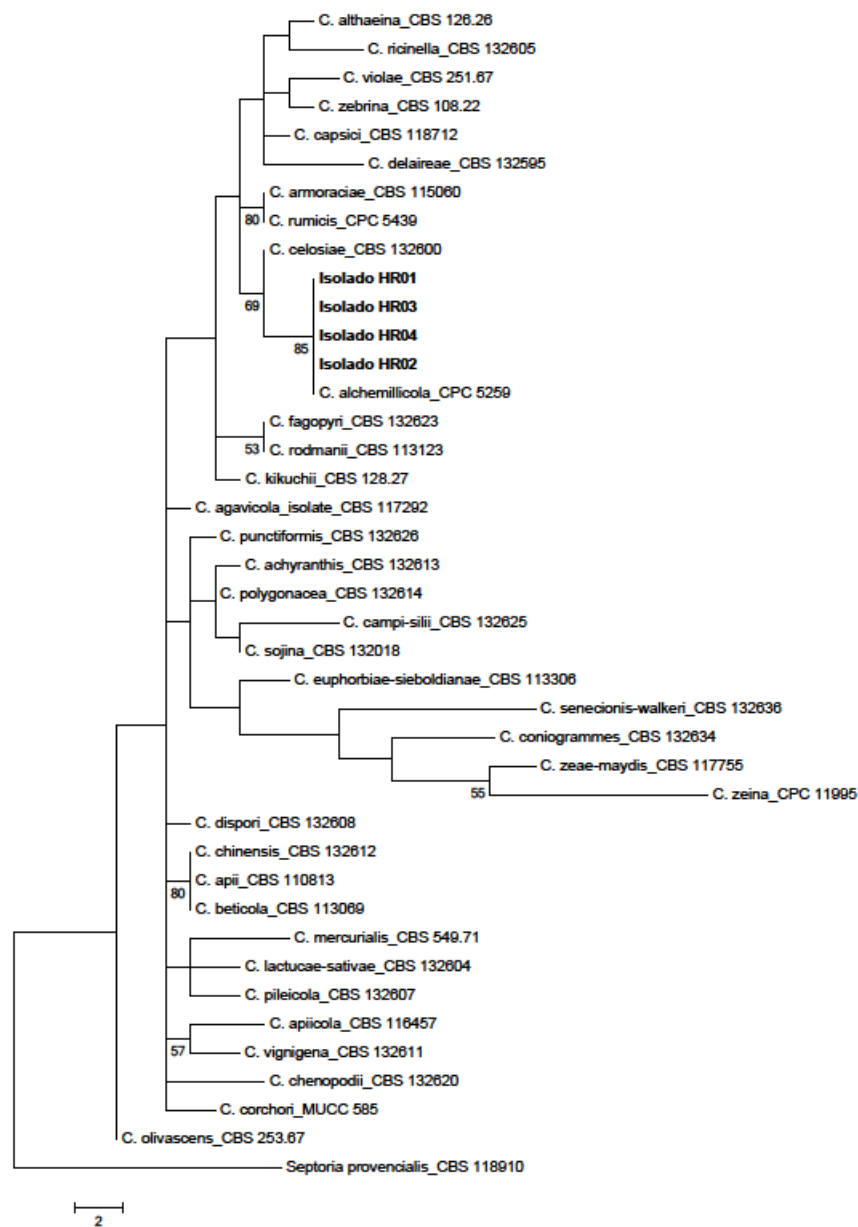 C. althaeina_CBS 126.26
C. ricinella_CBS 132605
C. violae_CBS 251.67
C. zebrina_CBS 108.22
C. capsici_CBS 118712
C. delaireae_CBS 132595
C. armoraciae_CBS 115060
80
C. rumicis_CPC 5439
C. celosiae_CBS 132600
Isolado HR01
69
Isolado HR03
Isolado HR04
85
Isolado HR02
C. alchemillicola_CPC 5259
C. fagopyri_CBS 132623
53
C. rodmanii_CBS 113123
C. kikuchii_CBS 128.27
C. agavicola_isolate_CBS 117292
C. punctiformis_CBS 132626
C. achyranthis_CBS 132613
C. polygonacea_CBS 132614
C. campi-silii_CBS 132625
C. sojina_CBS 132018
C. euphorbiae-sieboldianae_CBS 113306
C. senecionis-walkeri_CBS 132636
C. coniogrammes_CBS 132634
C. zeae-maydis_CBS 117755
55
C. zeina_CPC 11995
C. dispori_CBS 132608
C. chinensis_CBS 132612
C. apii_CBS 110813
80
C. beticola_CBS 113069
C. mercurialis_CBS 549.71
C. lactucae-sativae_CBS 132604
C. pileicola_CBS 132607
C. apiicola_CBS 116457
57
C. vignigena_CBS 132611
C. chenopodii_CBS 132620
C. corchori_MUCC 585
C. olivascens_CBS 253.67
Septoria provencialis_CBS 118910
2